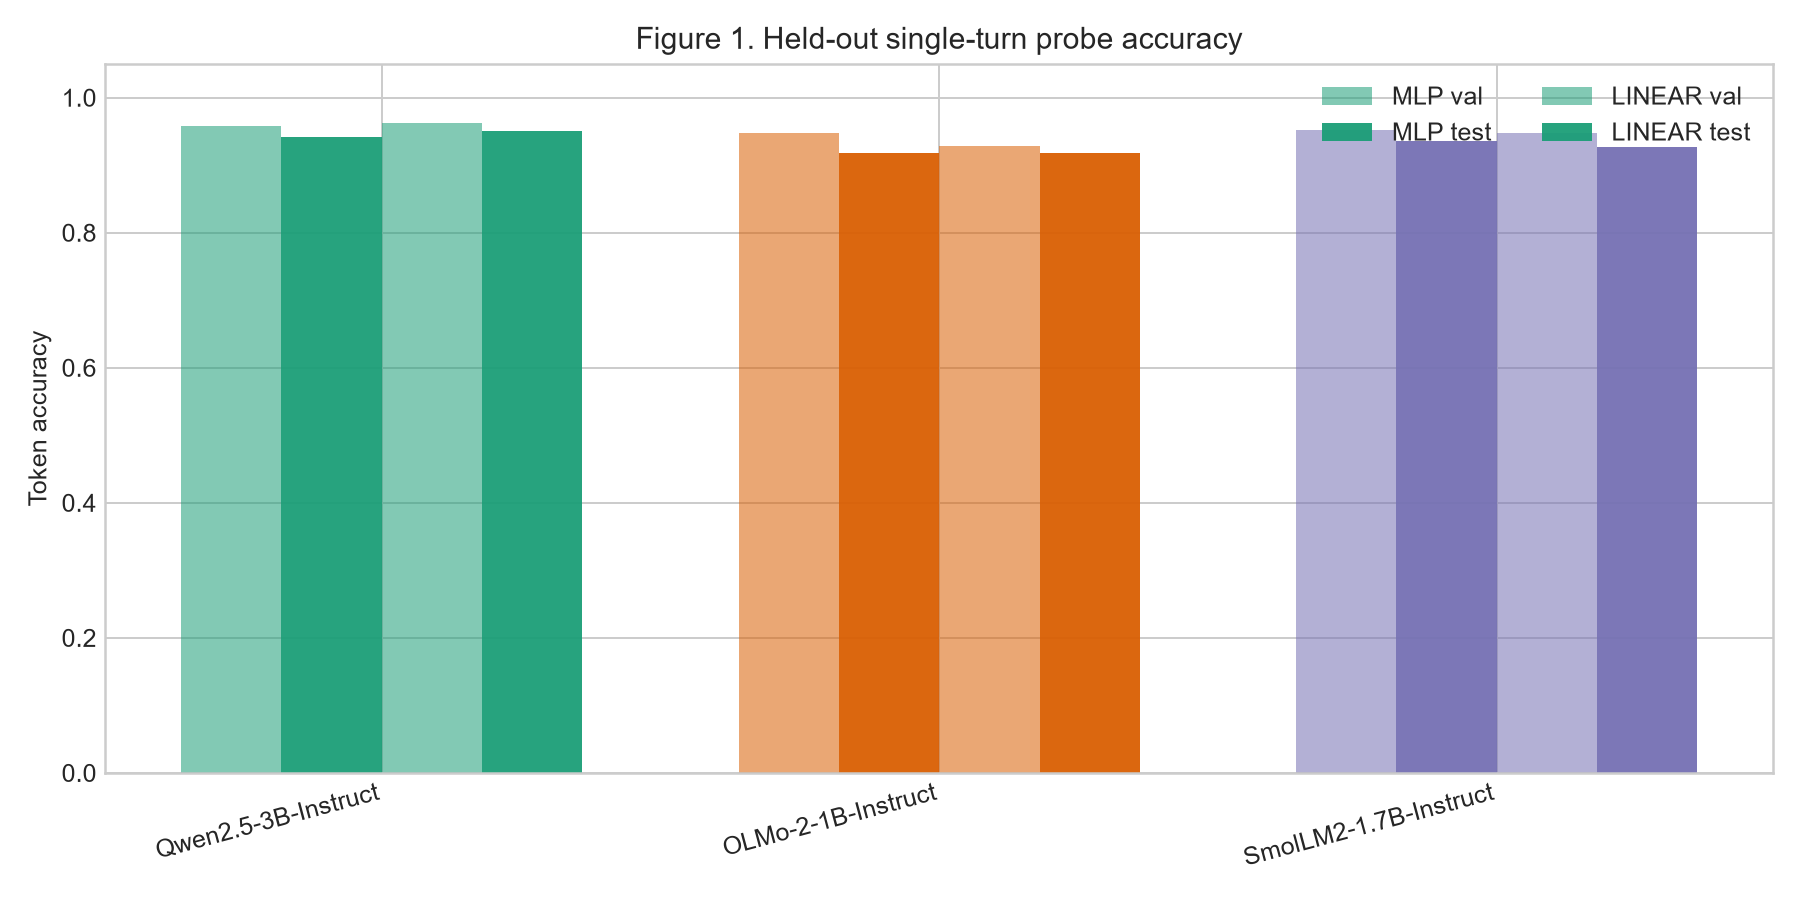 Figure 1. Held-out single-turn probe accuracy
MLP val
LINEAR val
MLP test
LINEAR test
Token accuracy
1.0
0.8
0.6
0.4
0.2
0.0
Qwen2.5-3B-Instruct
OLMo-2-1B-Instruct
SmolLM2-1.7B-Instruct